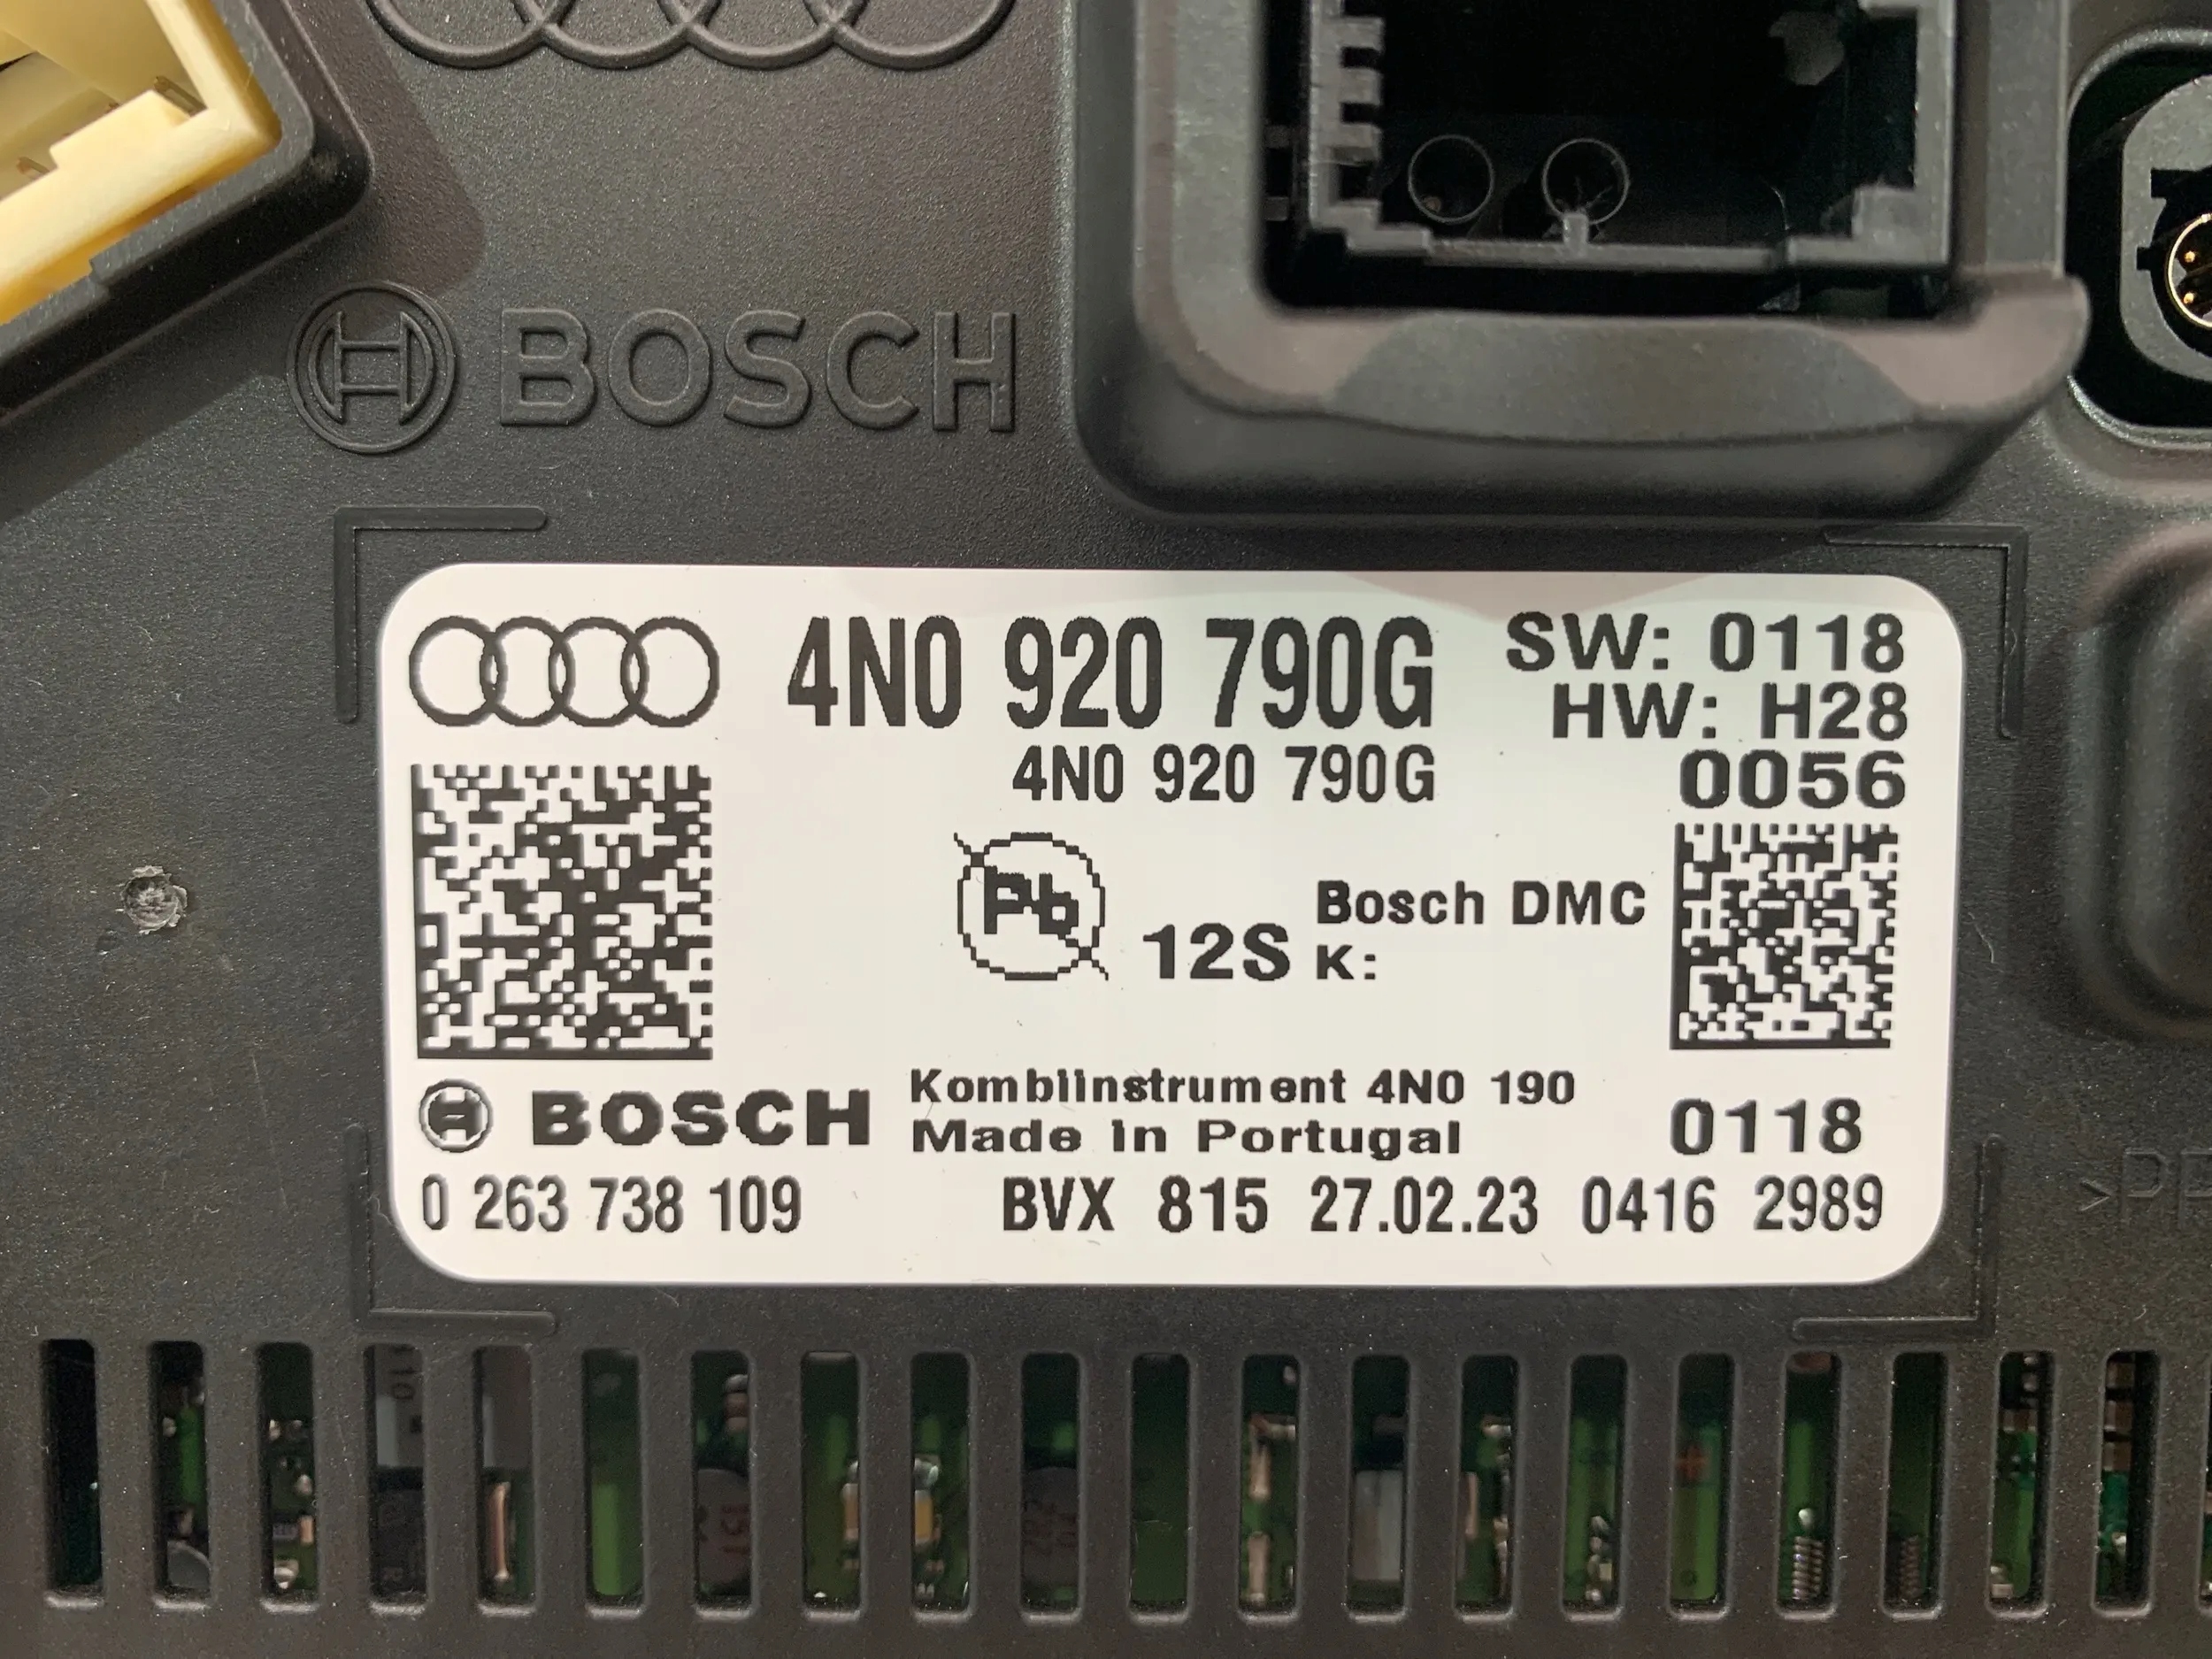 BOSCH
4N0 920 790G
SW: 0118
HW: H28
4N0 920 790G
0056
Pb
12S
Bosch DMC
K:
Kombiinstrument 4N0 190
BOSCH
Made in Portugal
0118
0 263 738 109
BVX 815 27.02.23 0416 2989